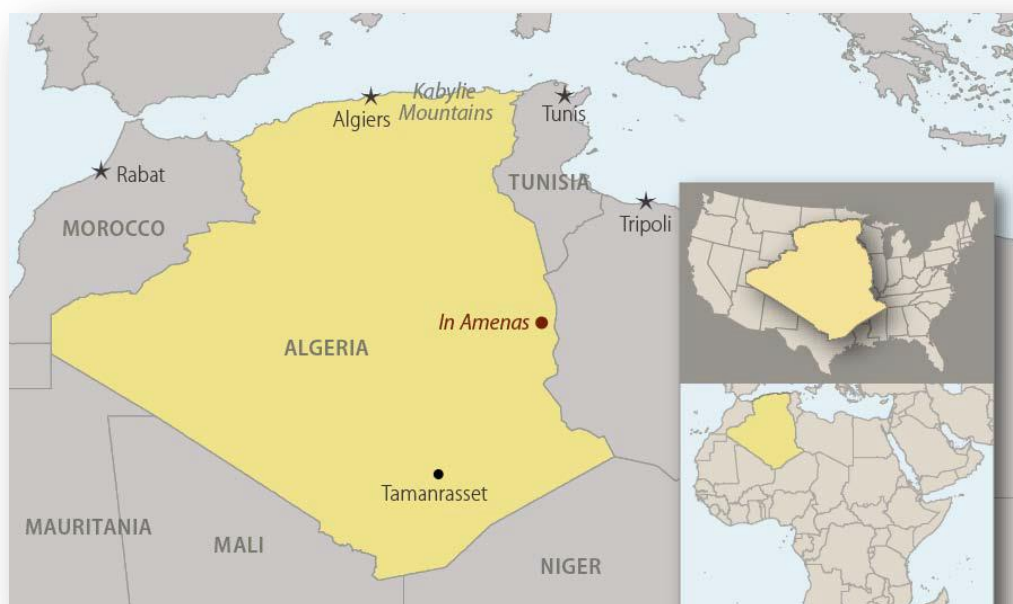 Kabylie
Mountains
Algiers
Tunis
Rabat
TUNISIA
MOROCCO
Tripoli
In Amenas
ALGERIA
Tamanrasset
MAURITANIA
MALI
NIGER